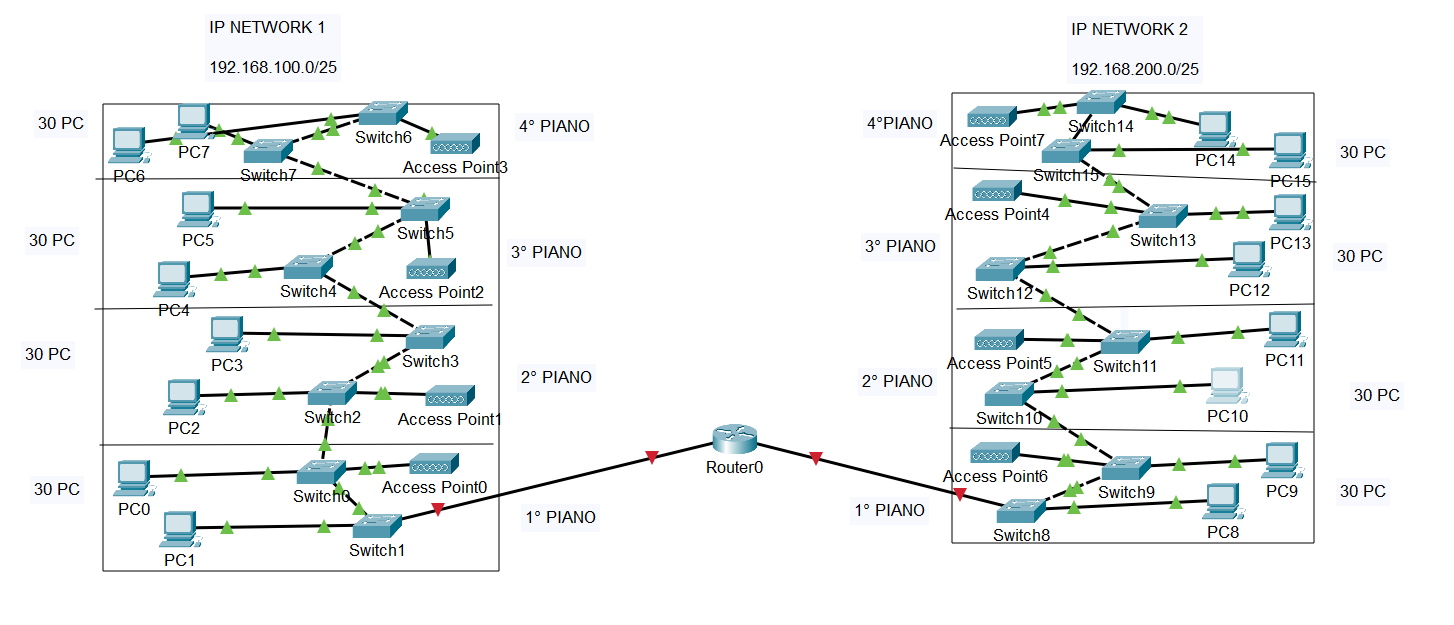 IP NETWORK 1
192.168.100.0/25
IP NETWORK 2
192.168.200.0/25
30 PC
PC6
PC7
Switch7
Switch6
Access Point3
4° PIANO
30 PC
PC5
PC4
Switch4
Switch5
Access Point2
3° PIANO
30 PC
PC3
PC2
Switch2
Switch3
Access Point1
2° PIANO
30 PC
PC0
PC1
Switch0
Switch1
Access Point0
1° PIANO
Router0
4°PIANO
Access Point7
Switch14
Switch15
PC14
PC15
30 PC
3° PIANO
Access Point4
Switch13
Switch12
PC13
PC12
30 PC
2° PIANO
Access Point5
Switch11
Switch10
PC11
PC10
30 PC
1° PIANO
Access Point6
Switch9
Switch8
PC9
PC8
30 PC